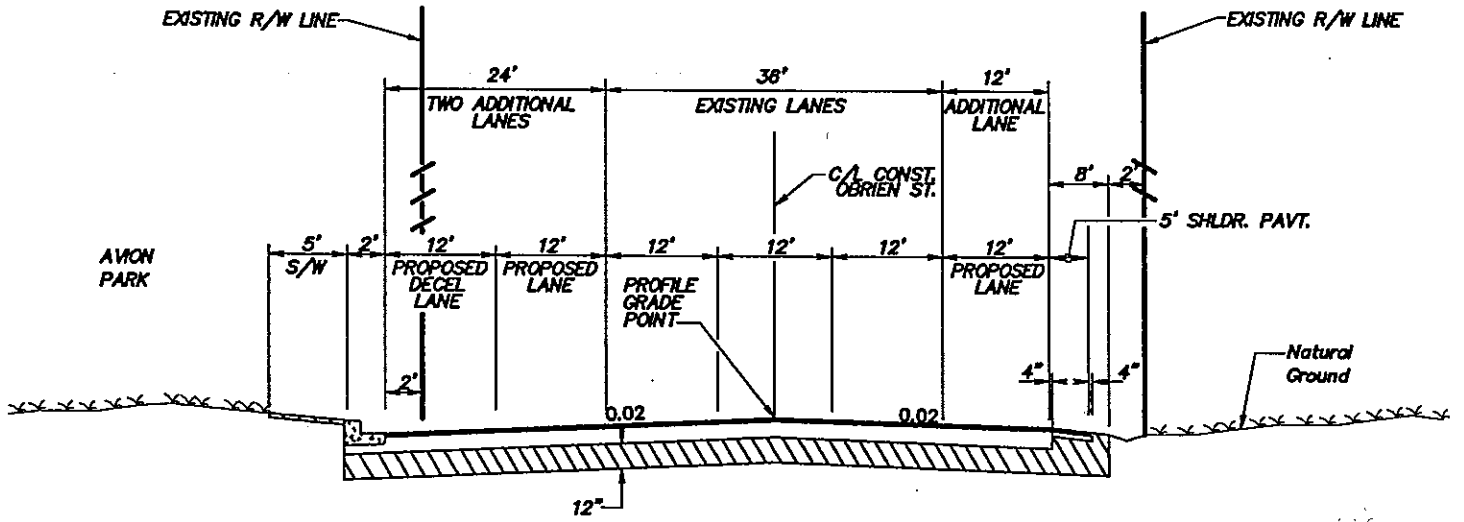 EXISTING R/W LINE
EXISTING R/W LINE
24'
36'
12'
TWO ADDITIONAL
LANES
EXISTING LANES
ADDITIONAL
LANE
C/L CONST.
OBRIEN ST.
8'
2'
5' SHLDR. PAVT.
AVION
PARK
5'
S/W
2'
12'
PROPOSED
DECEL
LANE
12'
PROPOSED
LANE
12'
12'
12'
12'
PROPOSED
LANE
PROFILE
GRADE
POINT
2'
4"
4"
Natural
Ground
0.02
0.02
12"